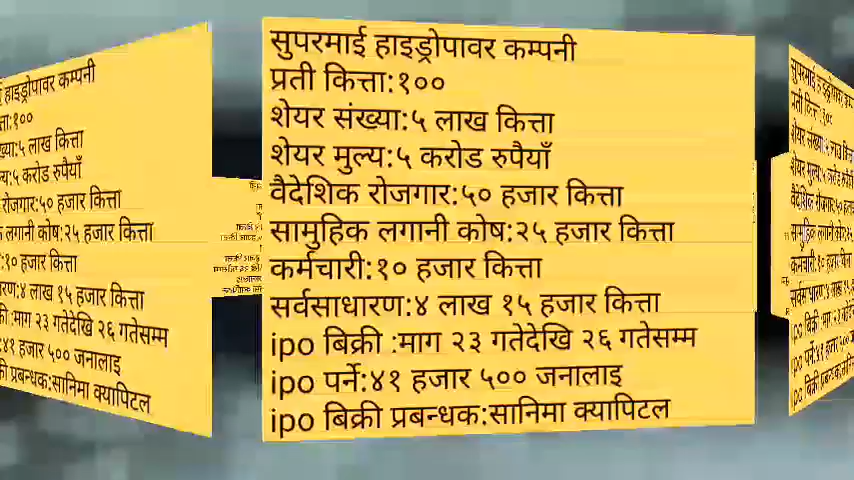 सुपरमाई हाइड्रोपावर कम्पनी
प्रती कित्ता:१००
शेयर संख्या:५ लाख कित्ता
शेयर मुल्य:५ करोड रुपैयाँ
वैदेशिक रोजगार:५० हजार कित्ता
सामुहिक लगानी कोष:२५ हजार कित्ता
कर्मचारी:१० हजार कित्ता
सर्वसाधारण:४ लाख १५ हजार कित्ता
ipo बिक्री :माग २३ गतेदेखि २६ गतेसम्म
ipo पर्ने:४१ हजार ५०० जनालाइ
ipo बिक्री प्रबन्धक:सानिमा क्यापिटल